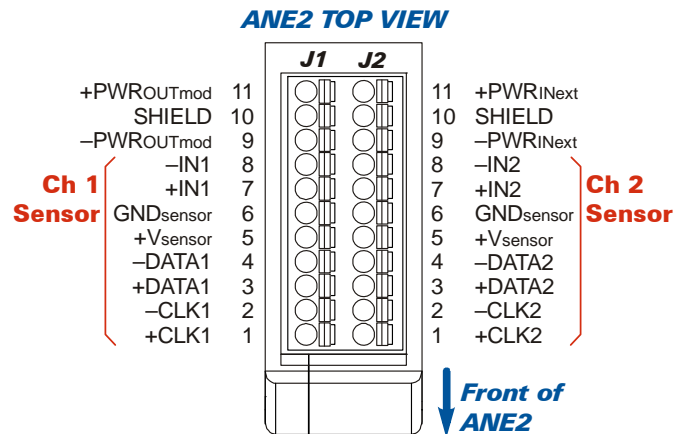 ANE2 TOP VIEW
J1 J2
+PWROUTmod 11 11 +PWRINext
SHIELD 10 10 SHIELD
–PWROUTmod 9 9 –PWRINext
–IN1 8 8 –IN2
+IN1 7 7 +IN2
GNDsensor 6 6 GNDsensor
+Vsensor 5 5 +Vsensor
–DATA1 4 4 –DATA2
+DATA1 3 3 +DATA2
–CLK1 2 2 –CLK2
+CLK1 1 1 +CLK2
Ch 1
Sensor
Ch 2
Sensor
Front of
ANE2